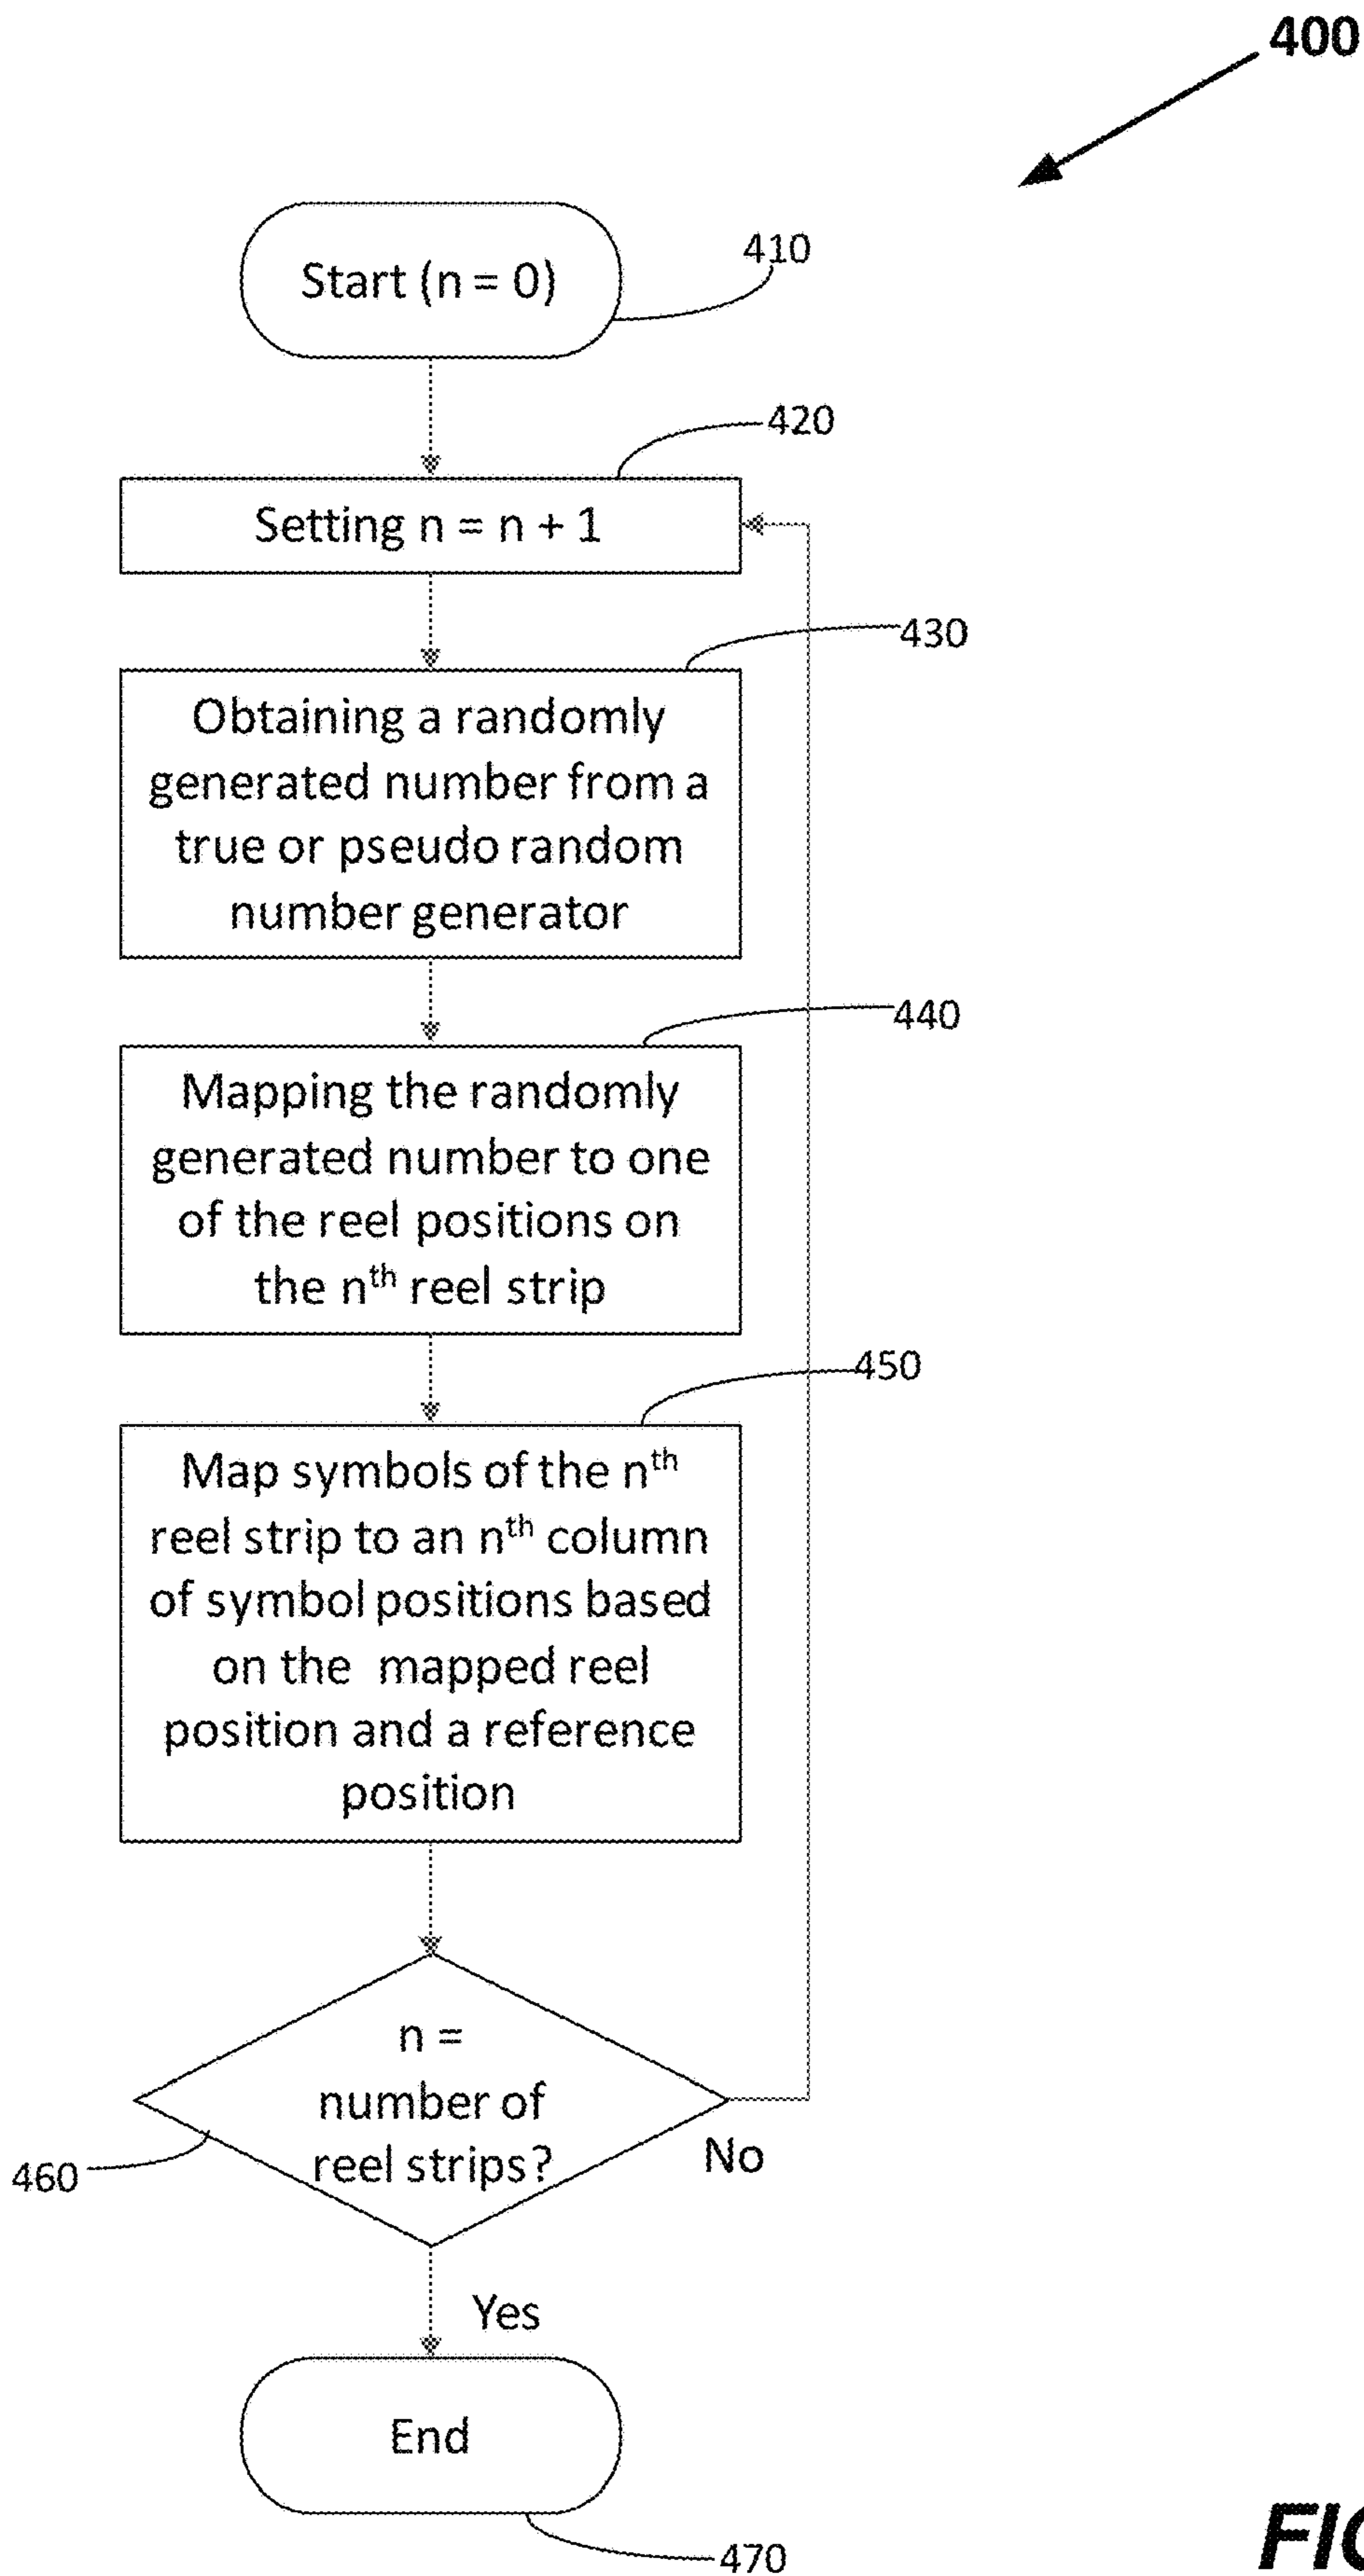 400
Start (n = 0)
410
420
Setting n = n + 1
430
Obtaining a randomly
generated number from a
true or pseudo random
number generator
440
Mapping the randomly
generated number to one
of the reel positions on
the nth reel strip
450
Map symbols of the nth
reel strip to an nth column
of symbol positions based
on the mapped reel
position and a reference
position
n =
number of
reel strips?
460
No
Yes
End
470